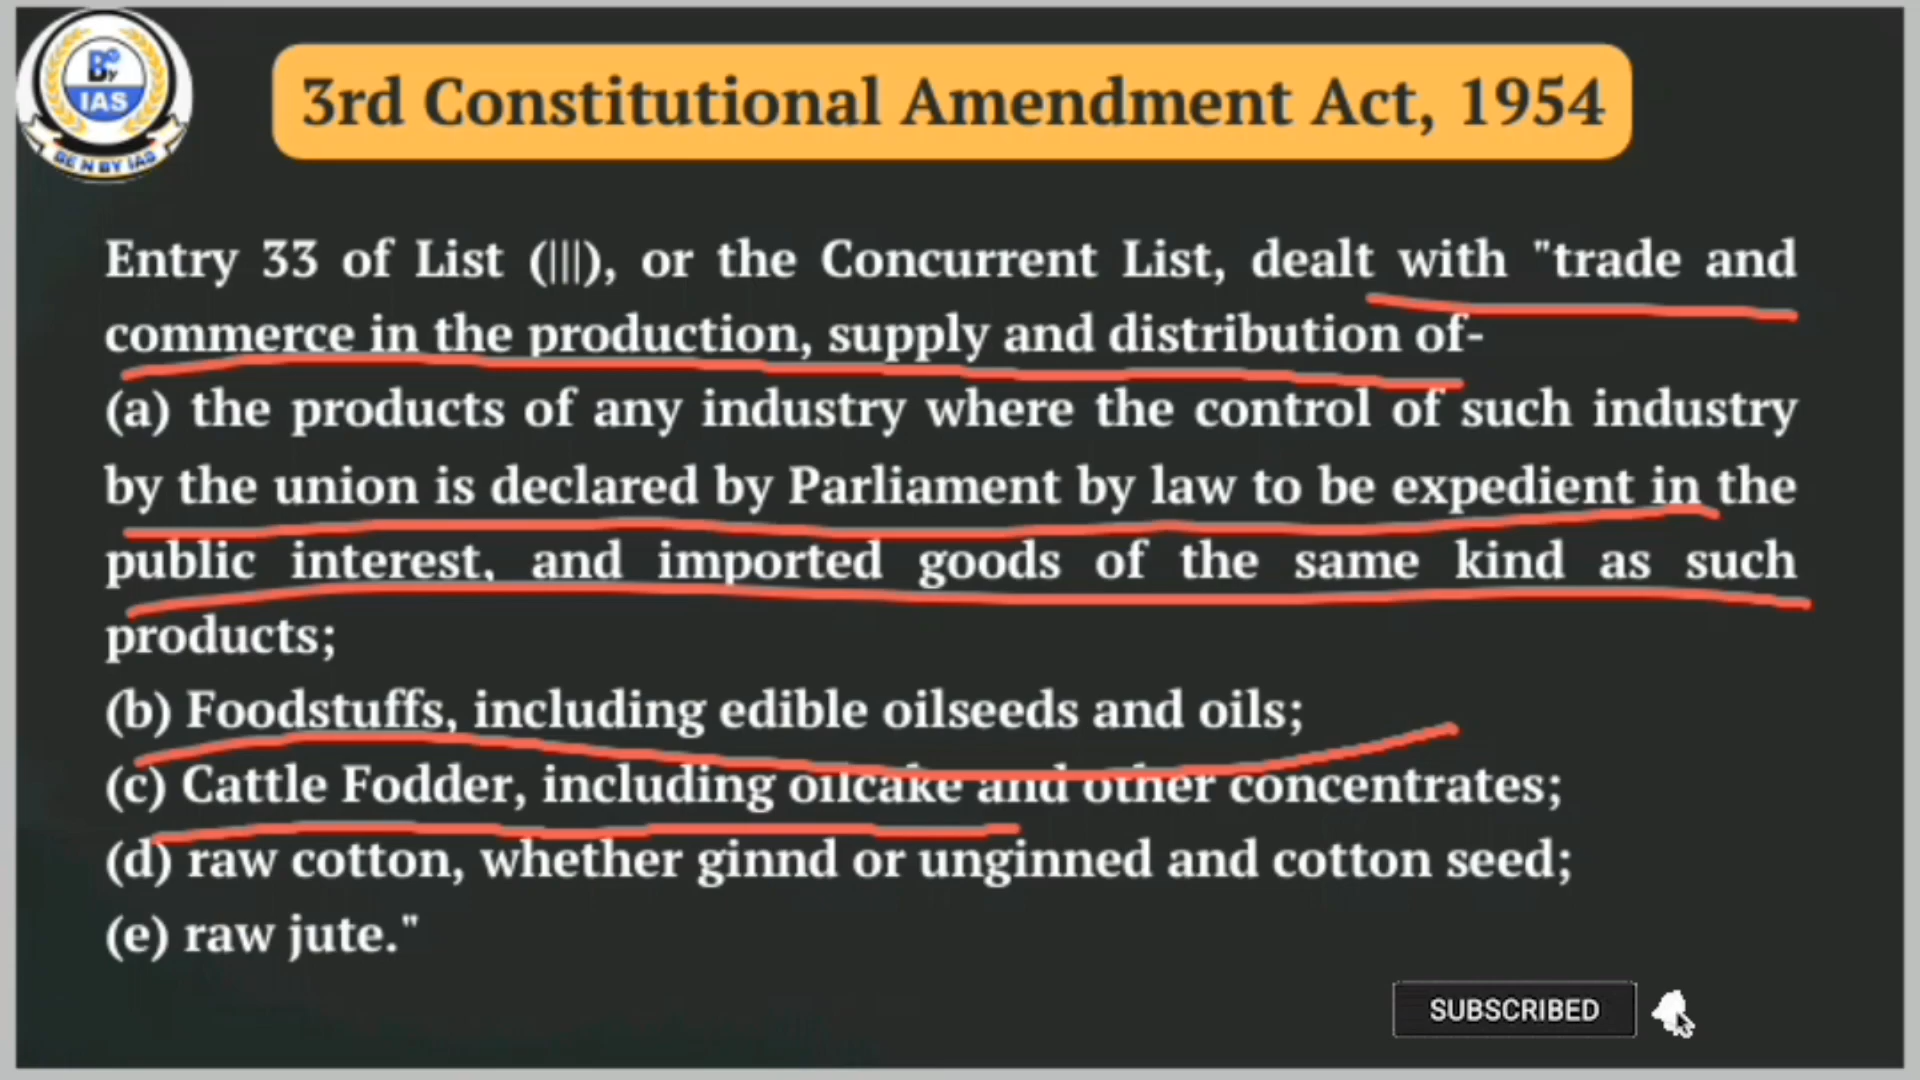 By
IAS
BE N BY IAS
3rd Constitutional Amendment Act, 1954
Entry 33 of List (|||), or the Concurrent List, dealt with "trade and
commerce in the production, supply and distribution of-
(a) the products of any industry where the control of such industry
by the union is declared by Parliament by law to be expedient in the
public interest, and imported goods of the same kind as such
products;
(b) Foodstuffs, including edible oilseeds and oils;
(c) Cattle Fodder, including oilcake and other concentrates;
(d) raw cotton, whether ginnd or unginned and cotton seed;
(e) raw jute."
SUBSCRIBED